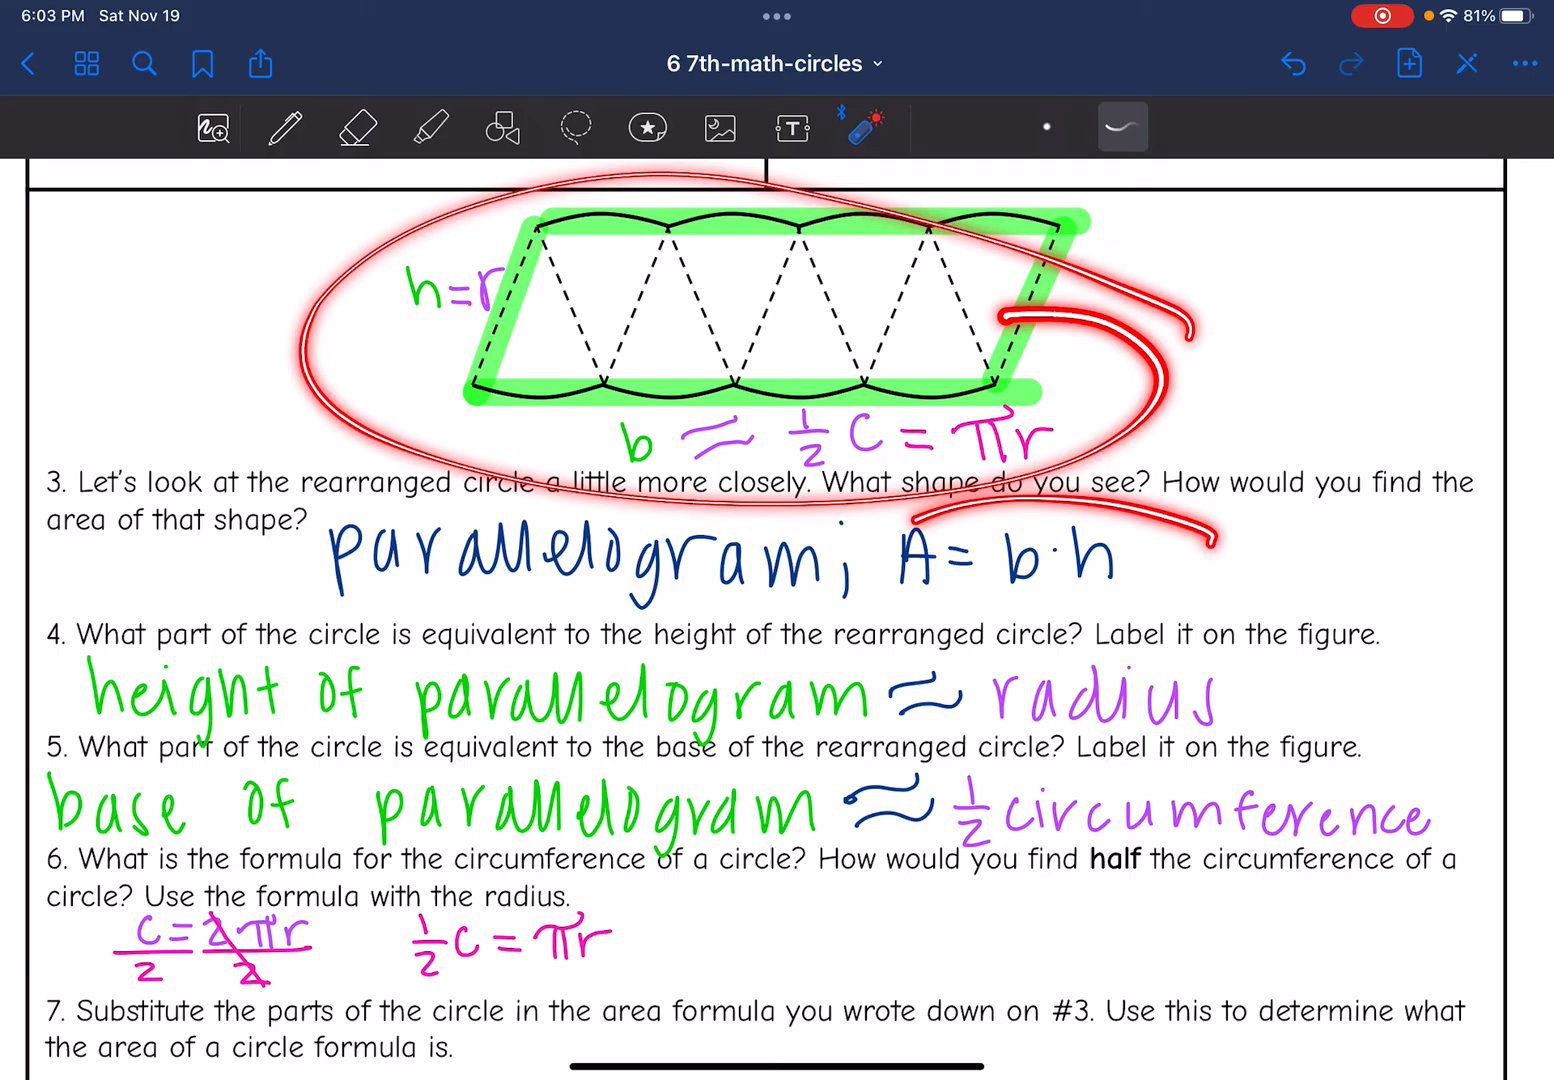 6:03 PM Sat Nov 19
81%
6 7th-math-circles
h=r
b ≈ 1/2 C = πr
3. Let's look at the rearranged circle a little more closely. What shape do you see? How would you find the
area of that shape?
parallelogram; A = b·h
4. What part of the circle is equivalent to the height of the rearranged circle? Label it on the figure.
height of parallelogram ≈ radius
5. What part of the circle is equivalent to the base of the rearranged circle? Label it on the figure.
base of parallelogram ≈ 1/2 circumference
6. What is the formula for the circumference of a circle? How would you find half the circumference of a
circle? Use the formula with the radius.
C = 2πr 1/2 C = πr
2 2
7. Substitute the parts of the circle in the area formula you wrote down on #3. Use this to determine what
the area of a circle formula is.